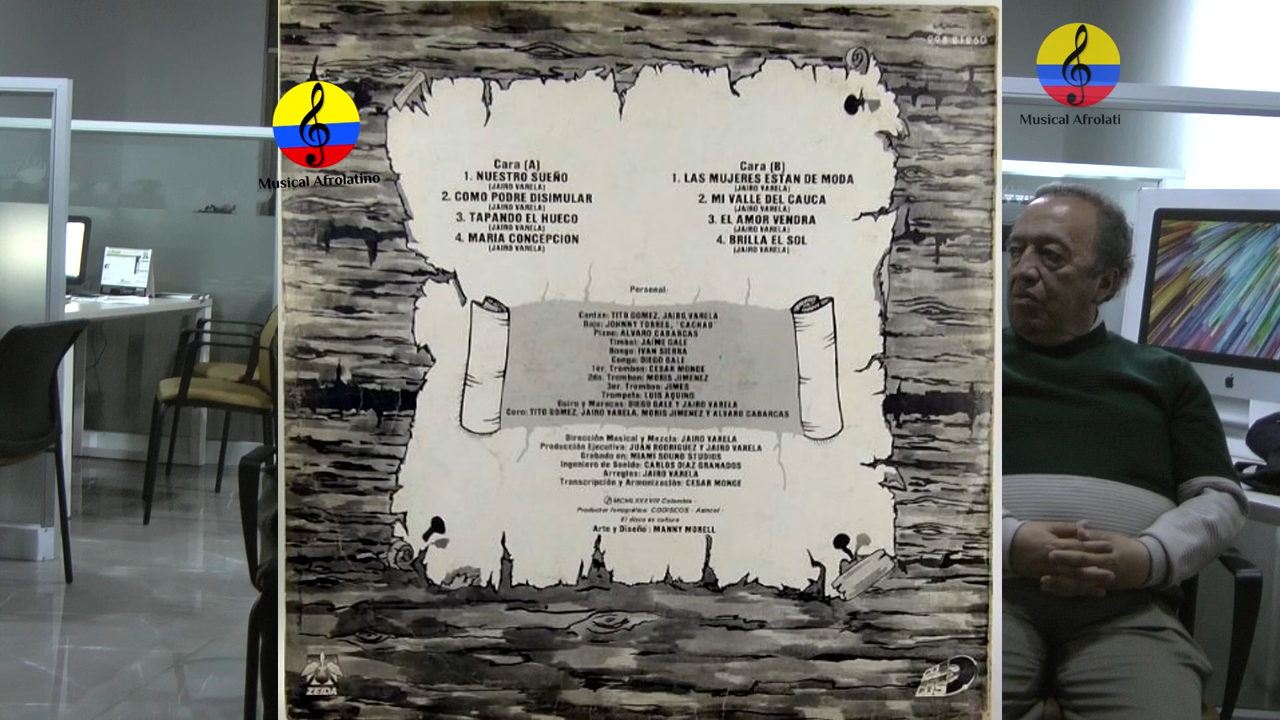 Musical Afrolatino
Musical Afrolati
Cara (A)
1. NUESTRO SUEÑO
(JAIRO VARELA)
2. COMO PODRE DISIMULAR
(JAIRO VARELA)
3. TAPANDO EL HUECO
(JAIRO VARELA)
4. MARIA CONCEPCION
(JAIRO VARELA)
Cara (B)
1. LAS MUJERES ESTAN DE MODA
(JAIRO VARELA)
2. MI VALLE DEL CAUCA
(JAIRO VARELA)
3. EL AMOR VENDRA
(JAIRO VARELA)
4. BRILLA EL SOL
(JAIRO VARELA)
Personal:
Cantan: TITO GOMEZ, JAIRO VARELA
Bajo: JOHNNY TORRES, "CACHAO"
Piano: ALVARO CABARCAS
Timbal: JAIME GALE
Bongo: IVAN SIERRA
Conga: DIEGO GALE
1er. Trombon: CESAR MONGE
2do. Trombon: MORIS JIMENEZ
3er. Trombon: JIMES
Trompeta: LUIS AQUINO
Guiro y Maracas: DIEGO GALE Y JAIRO VARELA
Coro: TITO GOMEZ, JAIRO VARELA, MORIS JIMENEZ Y ALVARO CABARCAS
Dirección Musical y Mezcla: JAIRO VARELA
Producción Ejecutiva: JUAN RODRIGUEZ Y JAIRO VARELA
Grabado en: MIAMI SOUND STUDIOS
Ingeniero de Sonido: CARLOS DIAZ GRANADOS
Arreglos: JAIRO VARELA
Transcripción y Armonización: CESAR MONGE
Ⓟ MCMLXXXVIII Colombia -
Productor fonográfico: CODISCOS - Asincol -
El disco es cultura
Arte y Diseño: MANNY MORELL
ZEIDA